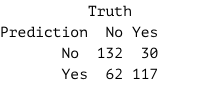 Truth
Prediction No Yes
No 132 30
Yes 62 117